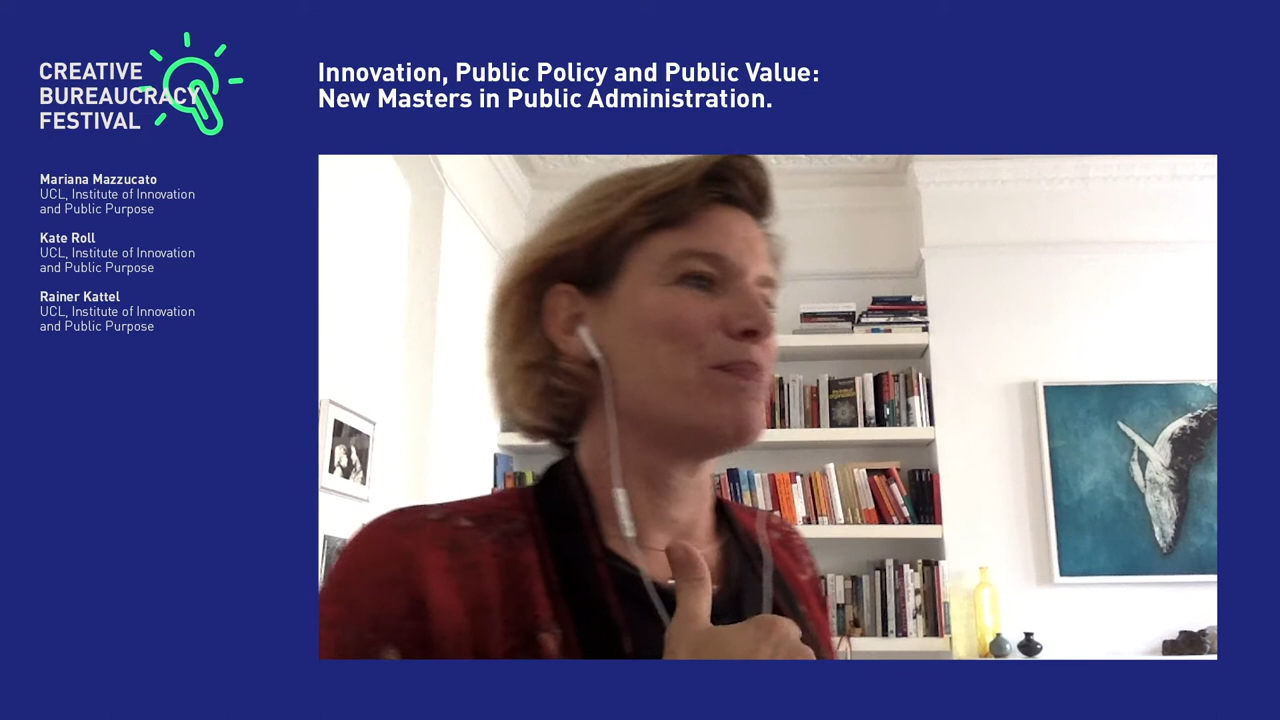 CREATIVE
BUREAUCRACY
FESTIVAL
Innovation, Public Policy and Public Value:
New Masters in Public Administration.
Mariana Mazzucato
UCL, Institute of Innovation
and Public Purpose
Kate Roll
UCL, Institute of Innovation
and Public Purpose
Rainer Kattel
UCL, Institute of Innovation
and Public Purpose